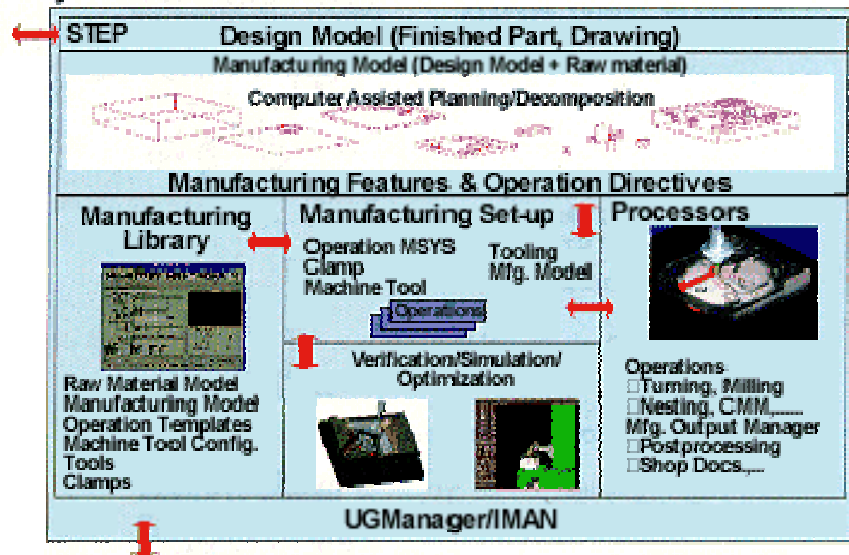 STEP
Design Model (Finished Part, Drawing)
Manufacturing Model (Design Model + Raw material)
Computer Assisted Planning/Decomposition
Manufacturing Features & Operation Directives
Manufacturing
Library
Raw Material Model
Manufacturing Model
Operation Templates
Machine Tool Config.
Tools
Clamps
Manufacturing Set-up
Operation MSYS
Clamp
Machine Tool
Tooling
Mfg. Model
Operations
Verification/Simulation/
Optimization
Processors
Operations
Turning, Milling
Nesting, CMM,......
Mfg. Output Manager
Postprocessing
Shop Docs.,...
UGManager/IMAN